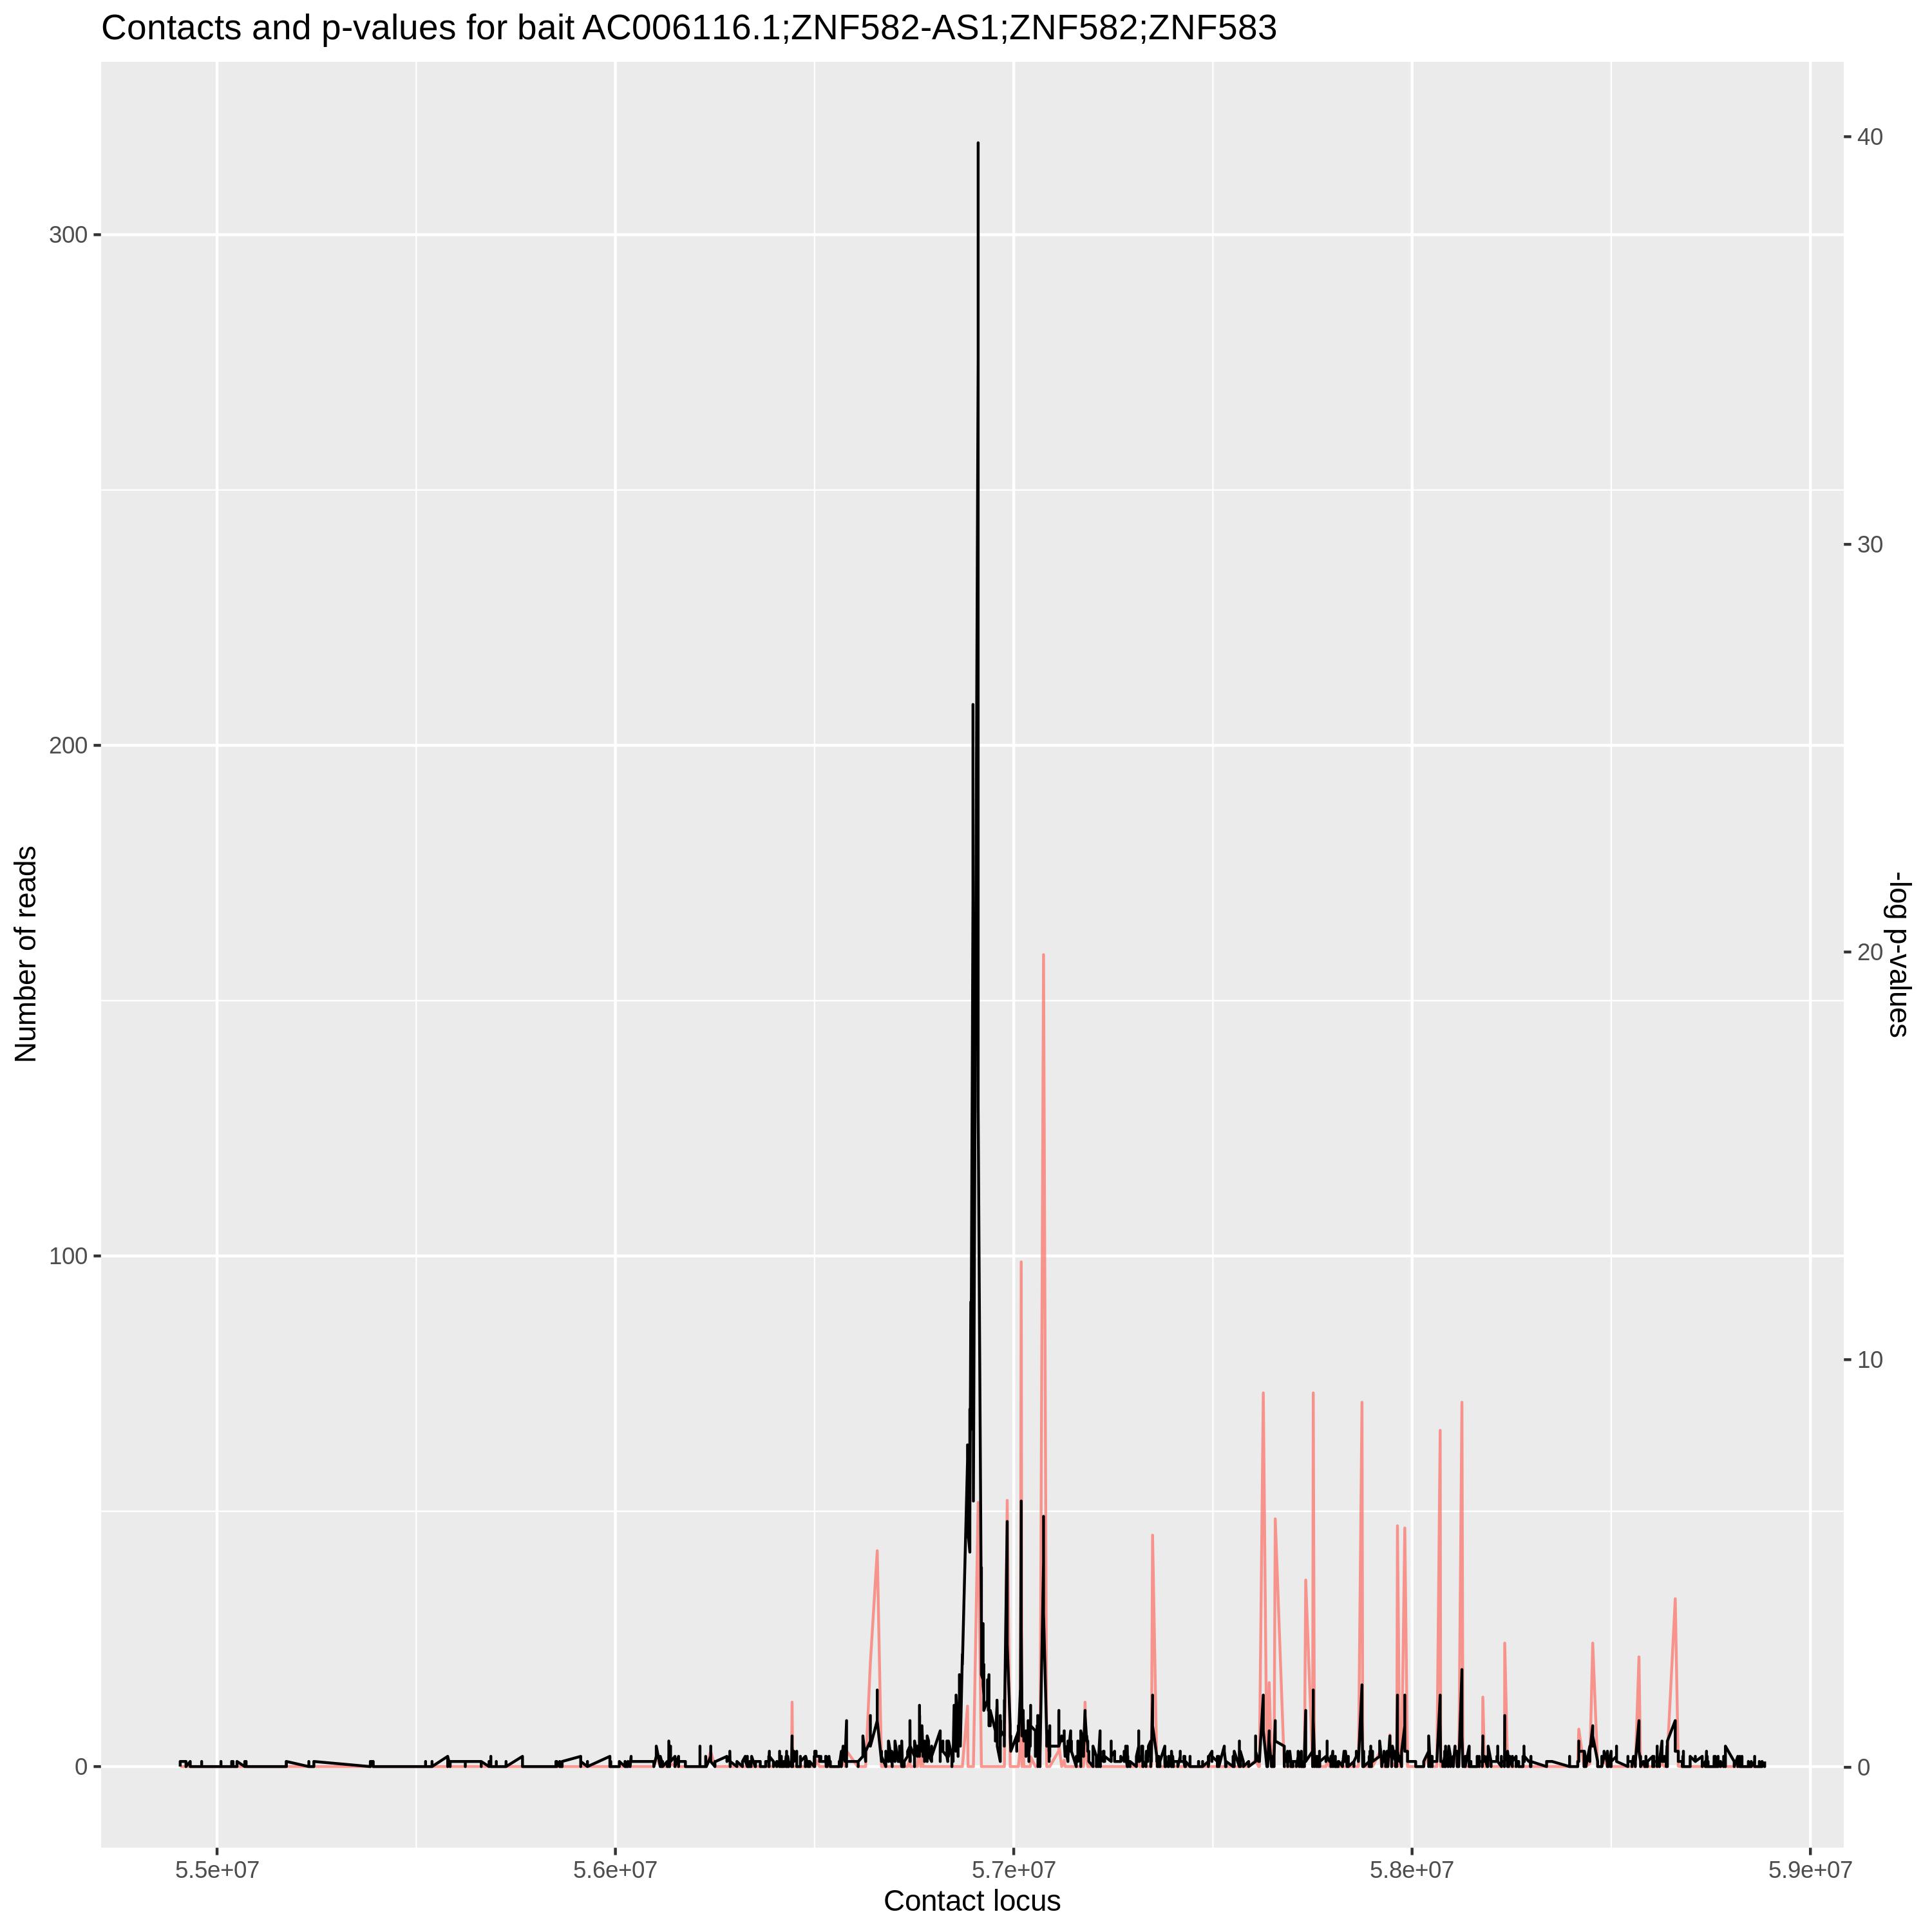 Contacts and p-values for bait AC006116.1;ZNF582-AS1;ZNF582;ZNF583
Number of reads
300
200
100
0
40
30
20
10
0
-log p-values
5.5e+07
5.6e+07
5.7e+07
5.8e+07
5.9e+07
Contact locus